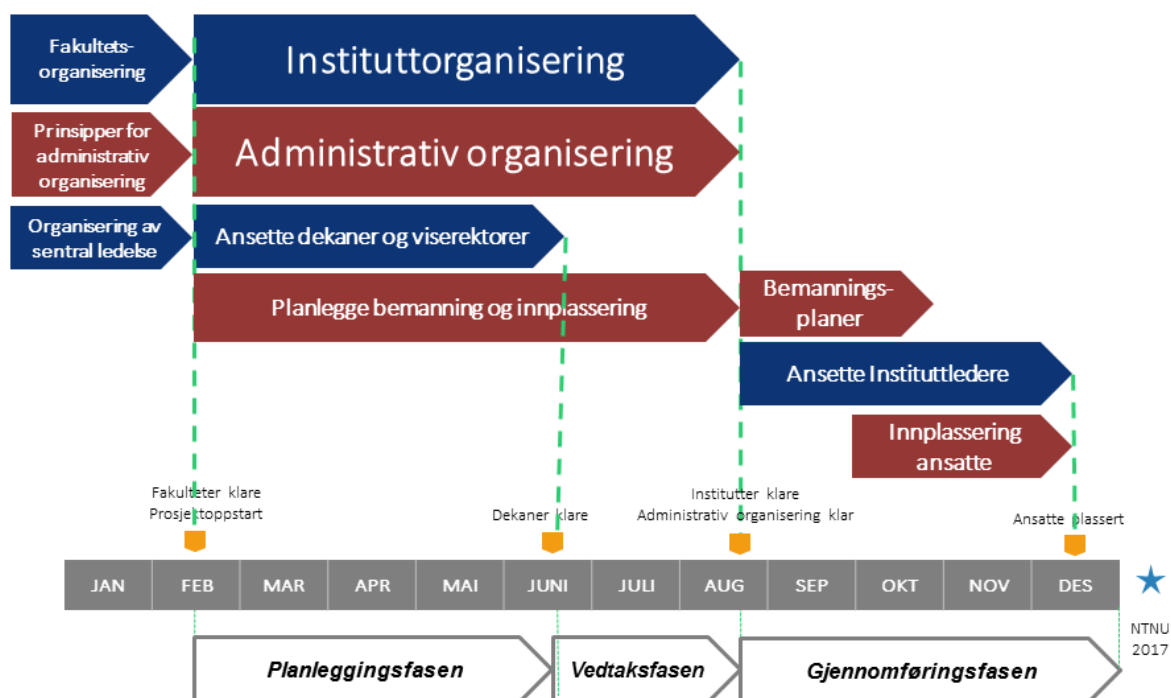 Fakultets-
organisering
Instituttorganisering
Prinsipper for
administrativ
organisering
Administrativ organisering
Organisering av
sentral ledelse
Ansette dekaner og viserektorer
Planlegge bemanning og innplassering
Bemannings-
planer
Ansette Instituttledere
Innplassering
ansatte
Fakulteter klare
Prosjektoppstart
Dekaner klare
Institutter klare
Administrativ organisering klar
Ansatte plassert
JAN FEB MAR APR MAI JUNI JULI AUG SEP OKT NOV DES
NTNU
2017
Planleggingsfasen
Vedtaksfasen
Gjennomføringsfasen